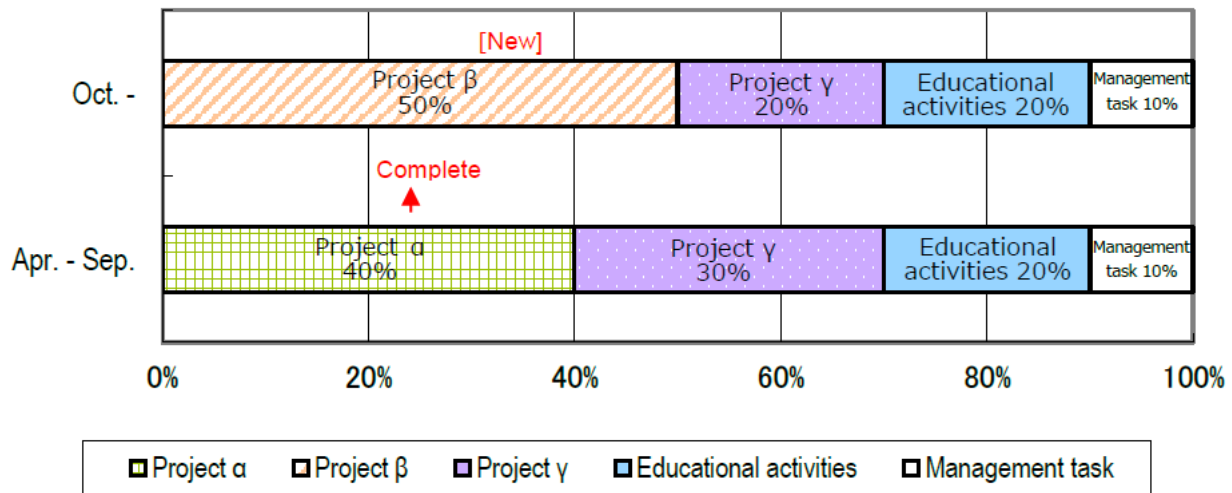 [New]
Oct. -
Project β
50%
Project γ
20%
Educational
activities 20%
Management
task 10%
Complete
Apr. - Sep.
Project α
40%
Project γ
30%
Educational
activities 20%
Management
task 10%
0% 20% 40% 60% 80% 100%
Project α Project β Project γ Educational activities Management task